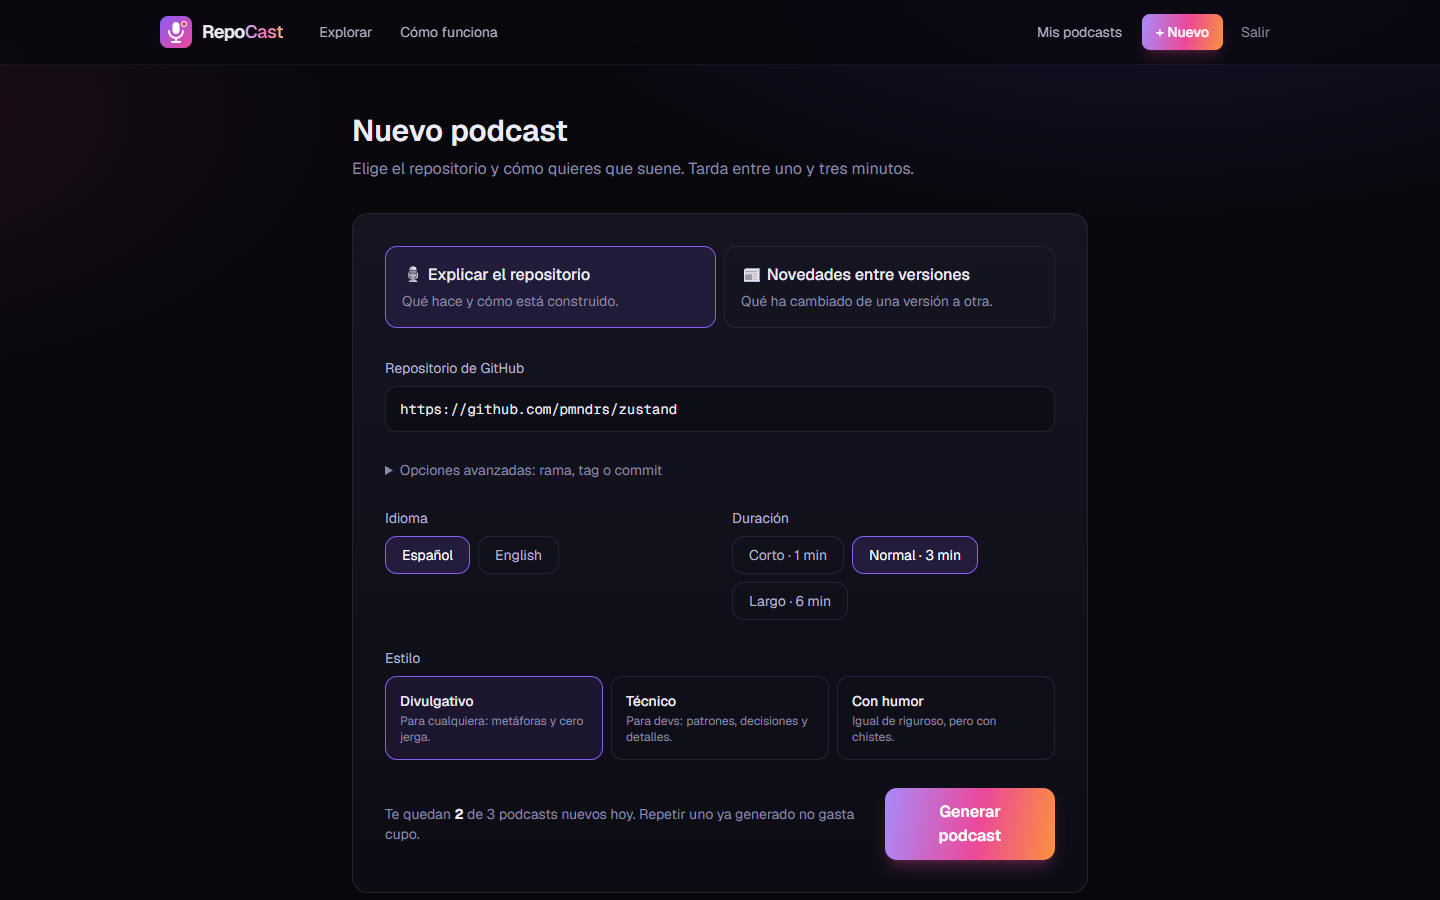 RepoCast
Explorar
Cómo funciona
Mis podcasts
+ Nuevo
Salir
Nuevo podcast
Elige el repositorio y cómo quieres que suene. Tarda entre uno y tres minutos.
Explicar el repositorio
Qué hace y cómo está construido.
Novedades entre versiones
Qué ha cambiado de una versión a otra.
Repositorio de GitHub
https://github.com/pmndrs/zustand
Opciones avanzadas: rama, tag o commit
Idioma
Español
English
Duración
Corto · 1 min
Normal · 3 min
Largo · 6 min
Estilo
Divulgativo
Para cualquiera: metáforas y cero
jerga.
Técnico
Para devs: patrones, decisiones y
detalles.
Con humor
Igual de riguroso, pero con
chistes.
Te quedan 2 de 3 podcasts nuevos hoy. Repetir uno ya generado no gasta
cupo.
Generar
podcast